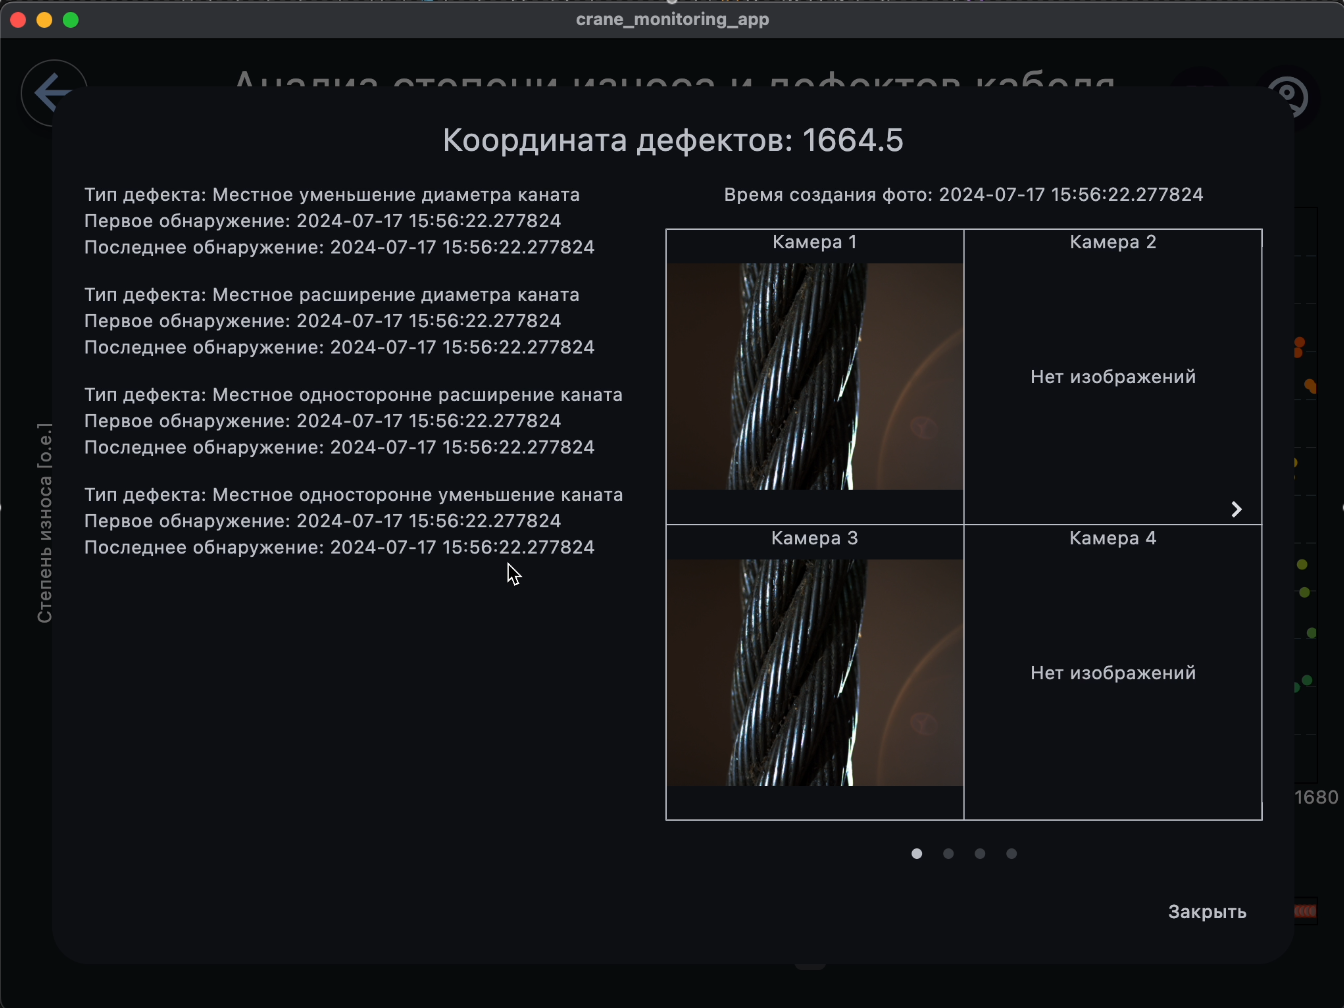 crane_monitoring_app
Анализ степени износа и дефектов кабеля
Координата дефектов: 1664.5
Тип дефекта: Местное уменьшение диаметра каната
Первое обнаружение: 2024-07-17 15:56:22.277824
Последнее обнаружение: 2024-07-17 15:56:22.277824
Тип дефекта: Местное расширение диаметра каната
Первое обнаружение: 2024-07-17 15:56:22.277824
Последнее обнаружение: 2024-07-17 15:56:22.277824
Тип дефекта: Местное односторонне расширение каната
Первое обнаружение: 2024-07-17 15:56:22.277824
Последнее обнаружение: 2024-07-17 15:56:22.277824
Тип дефекта: Местное односторонне уменьшение каната
Первое обнаружение: 2024-07-17 15:56:22.277824
Последнее обнаружение: 2024-07-17 15:56:22.277824
Время создания фото: 2024-07-17 15:56:22.277824
Камера 1
Камера 2
Нет изображений
Камера 3
Камера 4
Нет изображений
Степень износа [о.е.]
1680
Закрыть